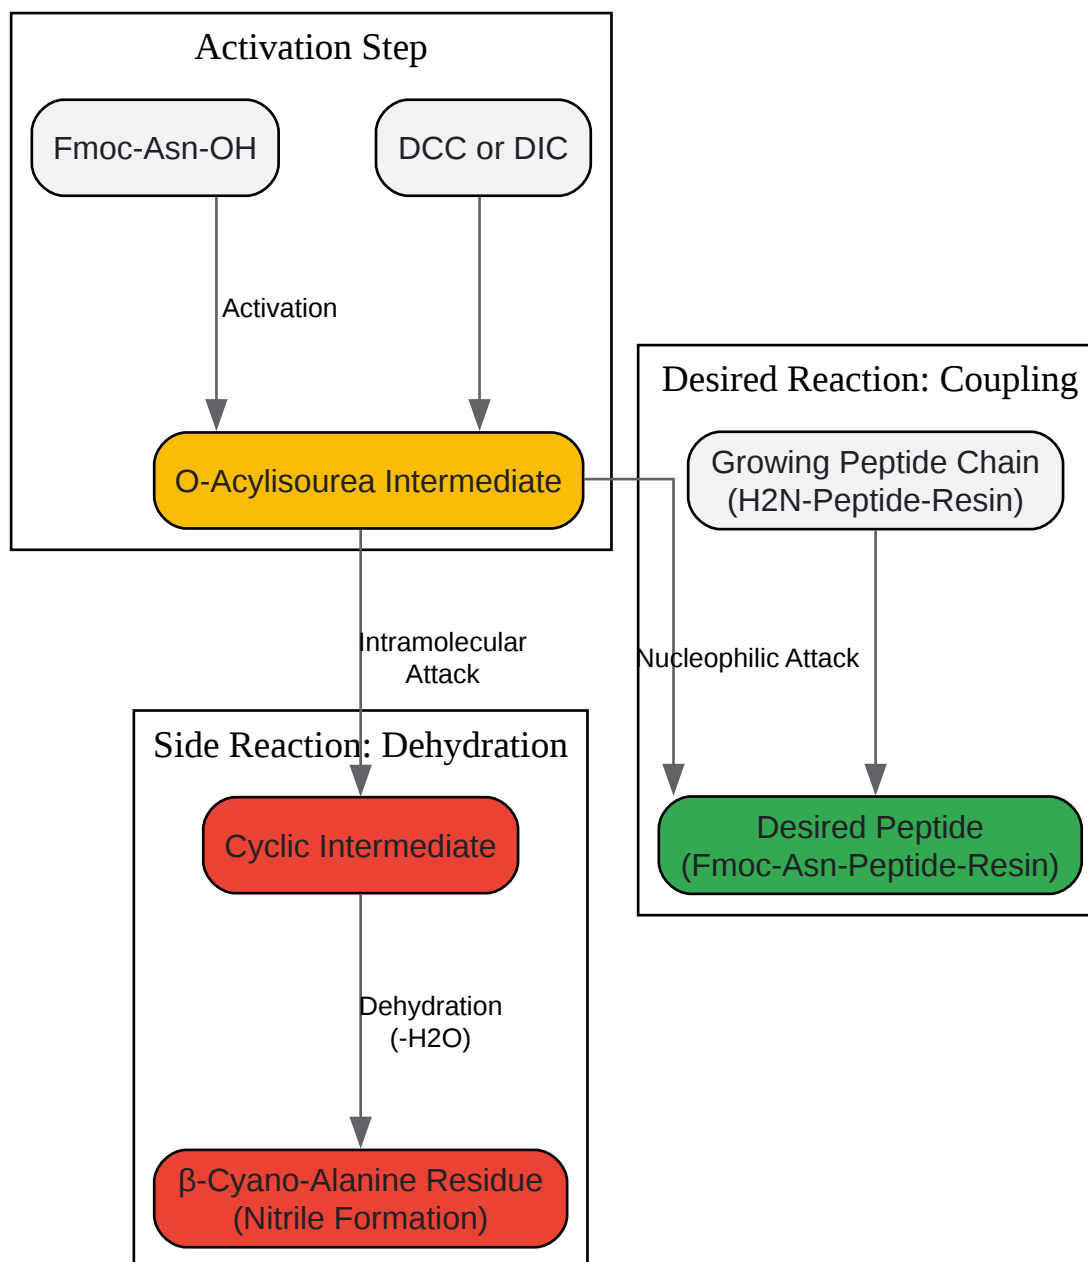 Activation Step
Fmoc-Asn-OH
DCC or DIC
Activation
O-Acylisourea Intermediate
Desired Reaction: Coupling
Growing Peptide Chain
(H2N-Peptide-Resin)
Intramolecular
Attack
Nucleophilic Attack
Side Reaction: Dehydration
Cyclic Intermediate
Desired Peptide
(Fmoc-Asn-Peptide-Resin)
Dehydration
(-H2O)
β-Cyano-Alanine Residue
(Nitrile Formation)